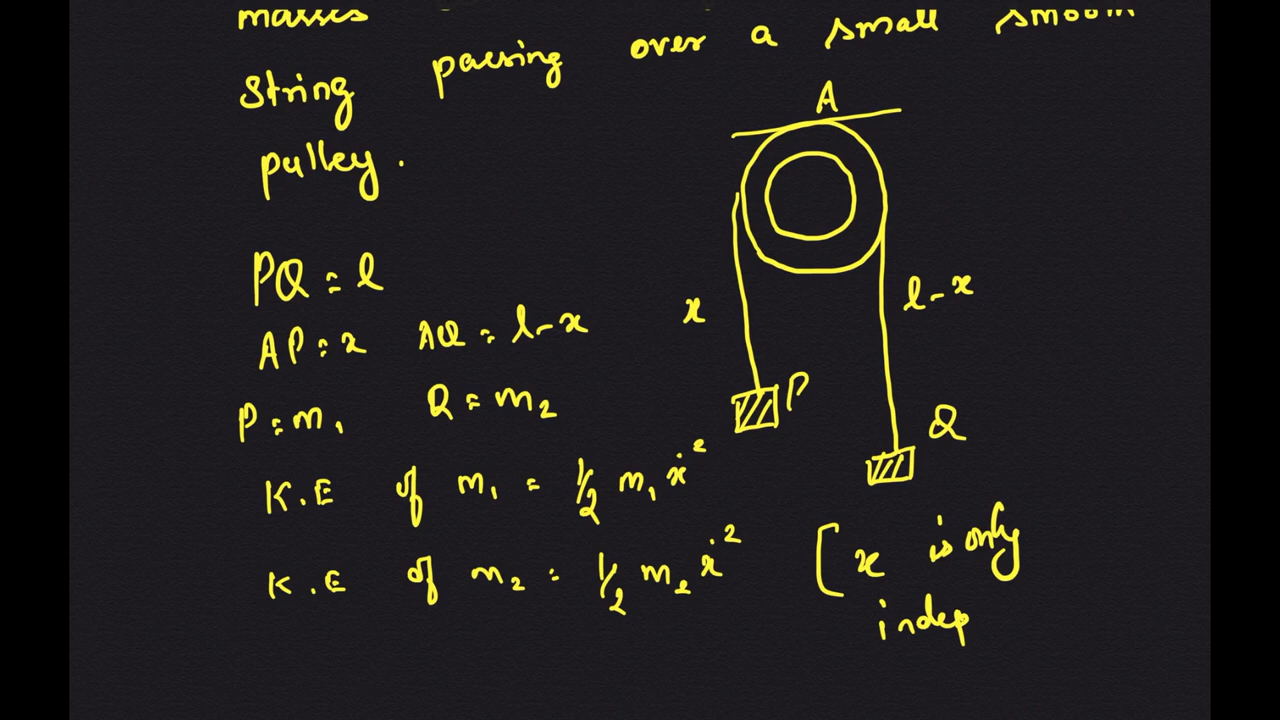 masses
String passing over a small smooth
pulley.
A
PQ = l
AP = x AQ = l-x
x
l-x
P = m₁ Q = m₂
P
Q
K.E of m₁ = 1/2 m₁ ẋ²
K.E of m₂ = 1/2 m₂ ẋ² [x is only
indep